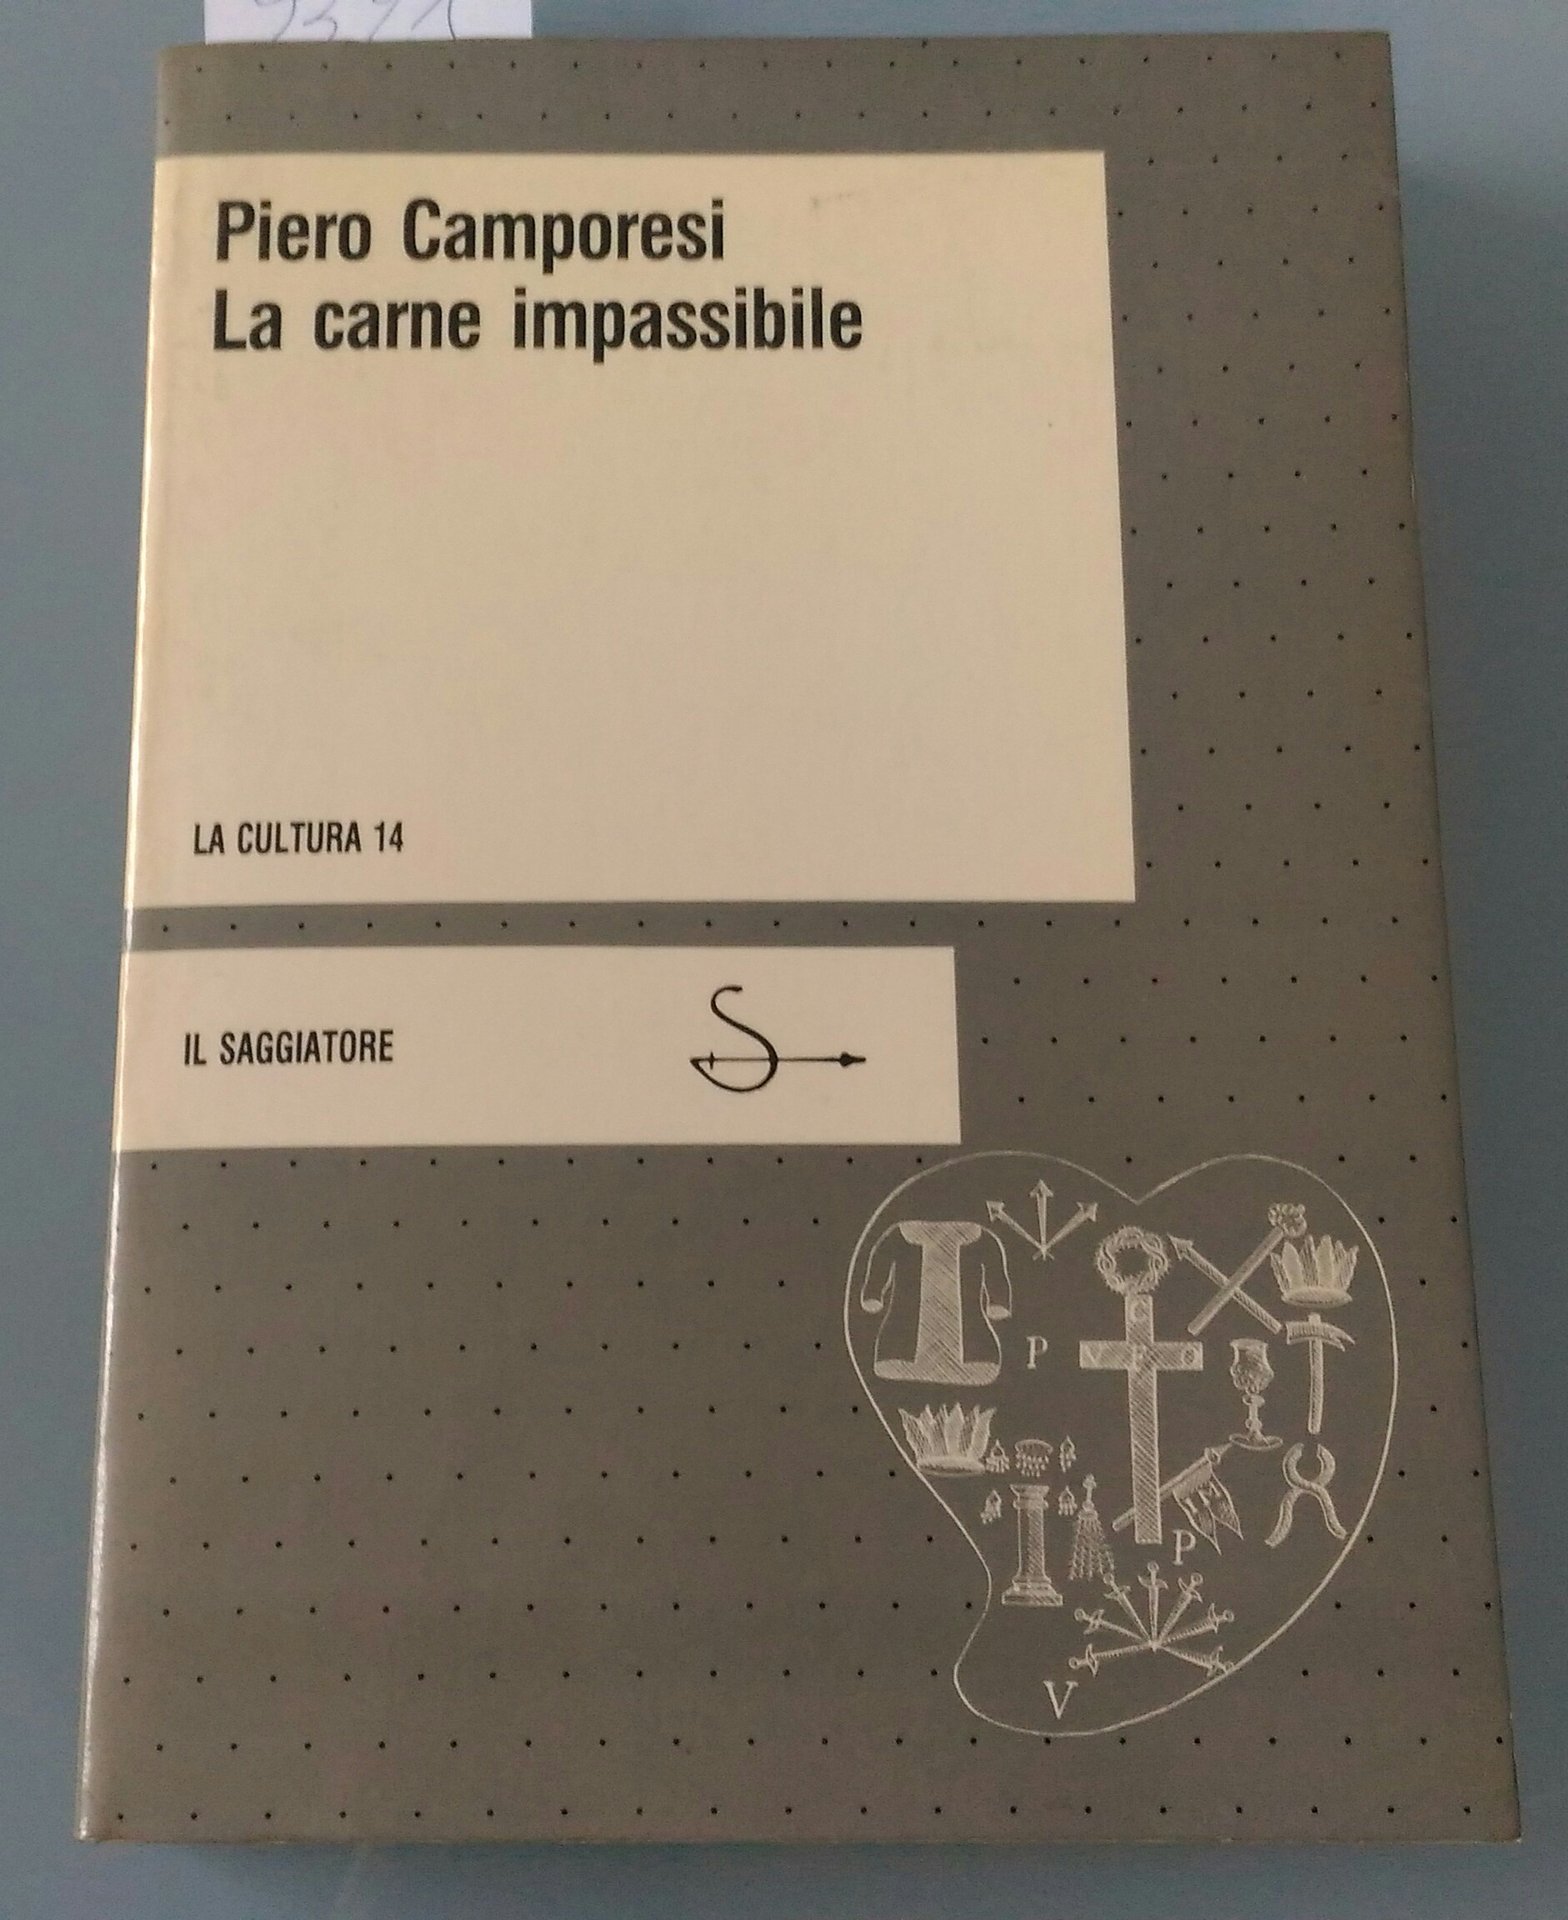 Piero Camporesi
La carne impassibile
LA CULTURA 14
IL SAGGIATORE
S
P
C
P
V